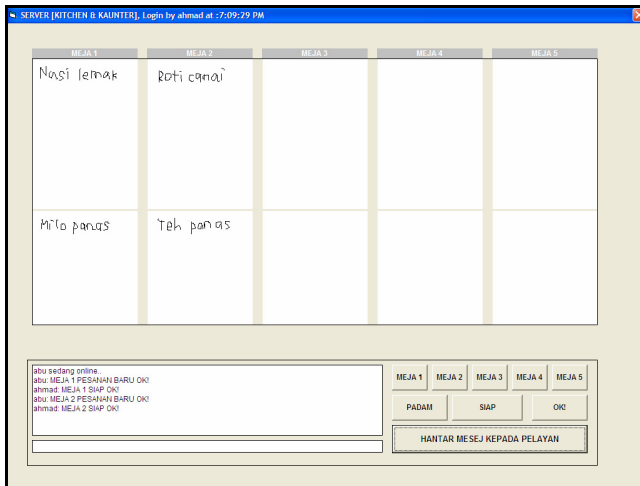 SERVER [KITCHEN & KAUNTER], Login by ahmad at :7:09:29 PM
MEJA 1 MEJA 2 MEJA 3 MEJA 4 MEJA 5
Nasi lemak Roti canai
Milo panas Teh panas
abu sedang online..
abu: MEJA 1 PESANAN BARU OK!
ahmad: MEJA 1 SIAP OK!
abu: MEJA 2 PESANAN BARU OK!
ahmad: MEJA 2 SIAP OK!
MEJA 1 MEJA 2 MEJA 3 MEJA 4 MEJA 5
PADAM SIAP OK!
HANTAR MESEJ KEPADA PELAYAN